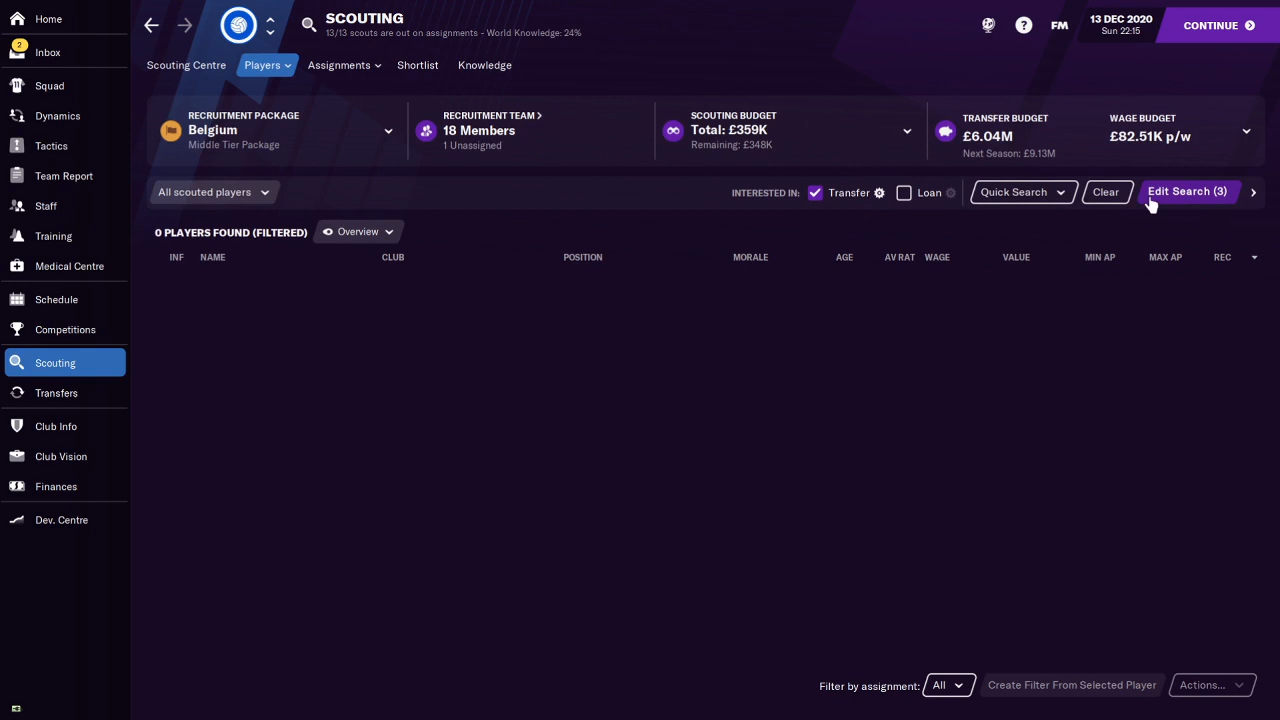 Home
SCOUTING
13/13 scouts are out on assignments - World Knowledge: 24%
FM
13 DEC 2020
Sun 22:15
CONTINUE
2
Inbox
Scouting Centre
Players
Assignments
Shortlist
Knowledge
Squad
Dynamics
Tactics
Team Report
Staff
Training
Medical Centre
Schedule
Competitions
Scouting
Transfers
Club Info
Club Vision
Finances
Dev. Centre
RECRUITMENT PACKAGE
Belgium
Middle Tier Package
RECRUITMENT TEAM
18 Members
1 Unassigned
SCOUTING BUDGET
Total: £359K
Remaining: £348K
TRANSFER BUDGET
£6.04M
Next Season: £9.13M
WAGE BUDGET
£82.51K p/w
All scouted players
INTERESTED IN: Transfer Loan
Quick Search
Clear
Edit Search (3)
0 PLAYERS FOUND (FILTERED)
Overview
INF NAME CLUB POSITION MORALE AGE AV RAT WAGE VALUE MIN AP MAX AP REC
Filter by assignment: All
Create Filter From Selected Player
Actions...